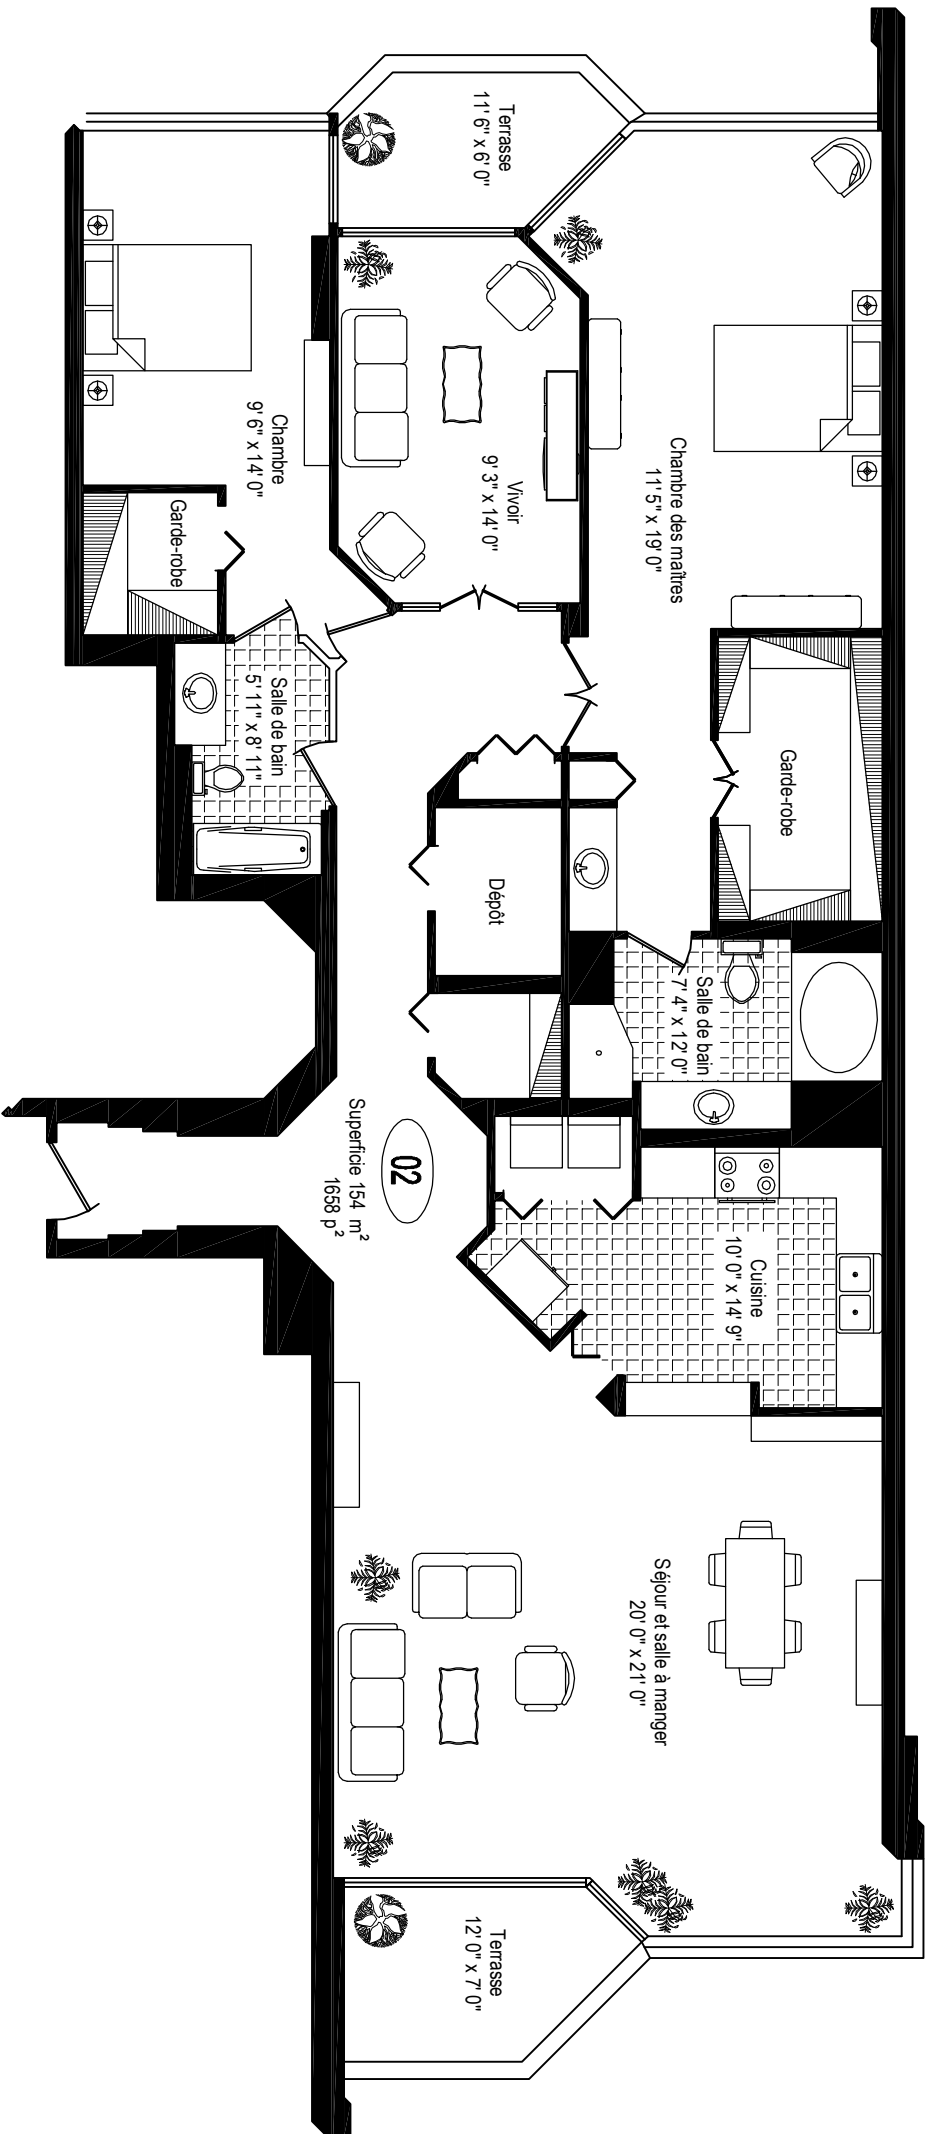 Terrasse
11' 6" x 6' 0"
Chambre
9' 6" x 14' 0"
Vivoir
9' 3" x 14' 0"
Chambre des maîtres
11' 5" x 19' 0"
Garde-robe
Salle de bain
5' 11" x 8' 11"
Garde-robe
Dépôt
Salle de bain
7' 4" x 12' 0"
02
Superficie 154 m²
1658 p²
Cuisine
10' 0" x 14' 9"
Séjour et salle à manger
20' 0" x 21' 0"
Terrasse
12' 0" x 7' 0"